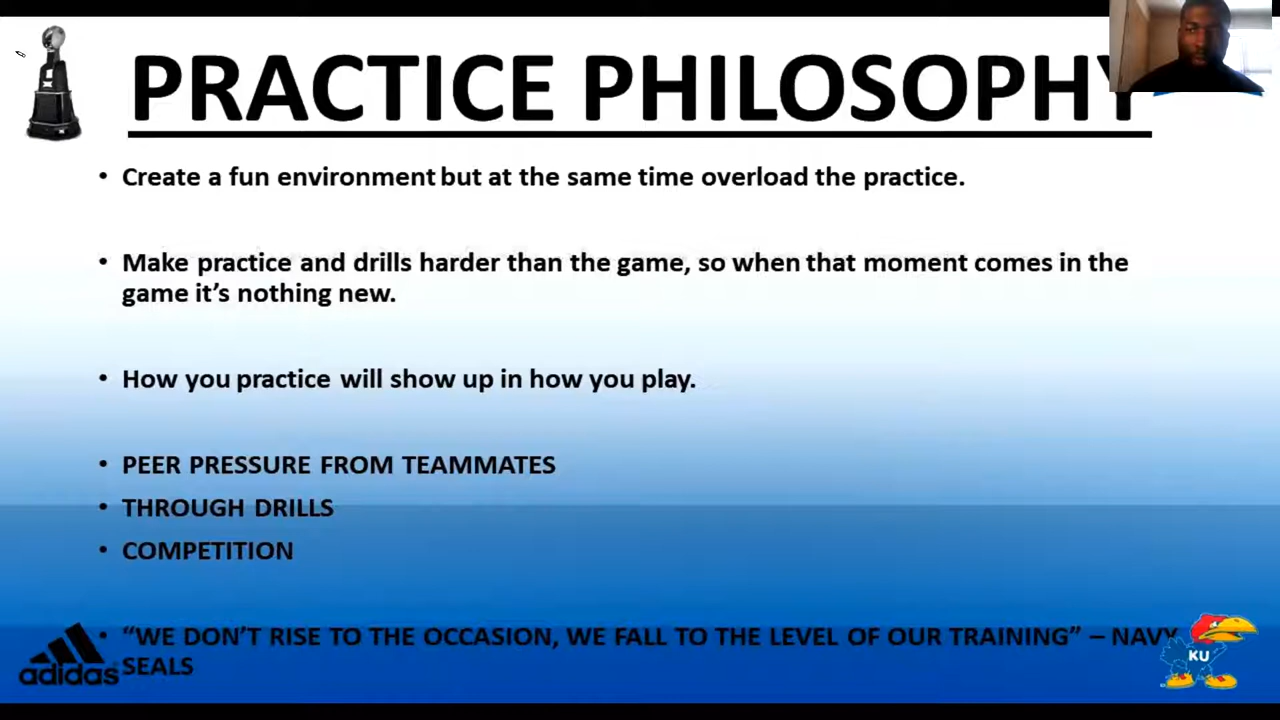 PRACTICE PHILOSOPHY
• Create a fun environment but at the same time overload the practice.
• Make practice and drills harder than the game, so when that moment comes in the
game it’s nothing new.
• How you practice will show up in how you play.
• PEER PRESSURE FROM TEAMMATES
• THROUGH DRILLS
• COMPETITION
• “WE DON’T RISE TO THE OCCASION, WE FALL TO THE LEVEL OF OUR TRAINING” – NAVY
SEALS
adidas
KU